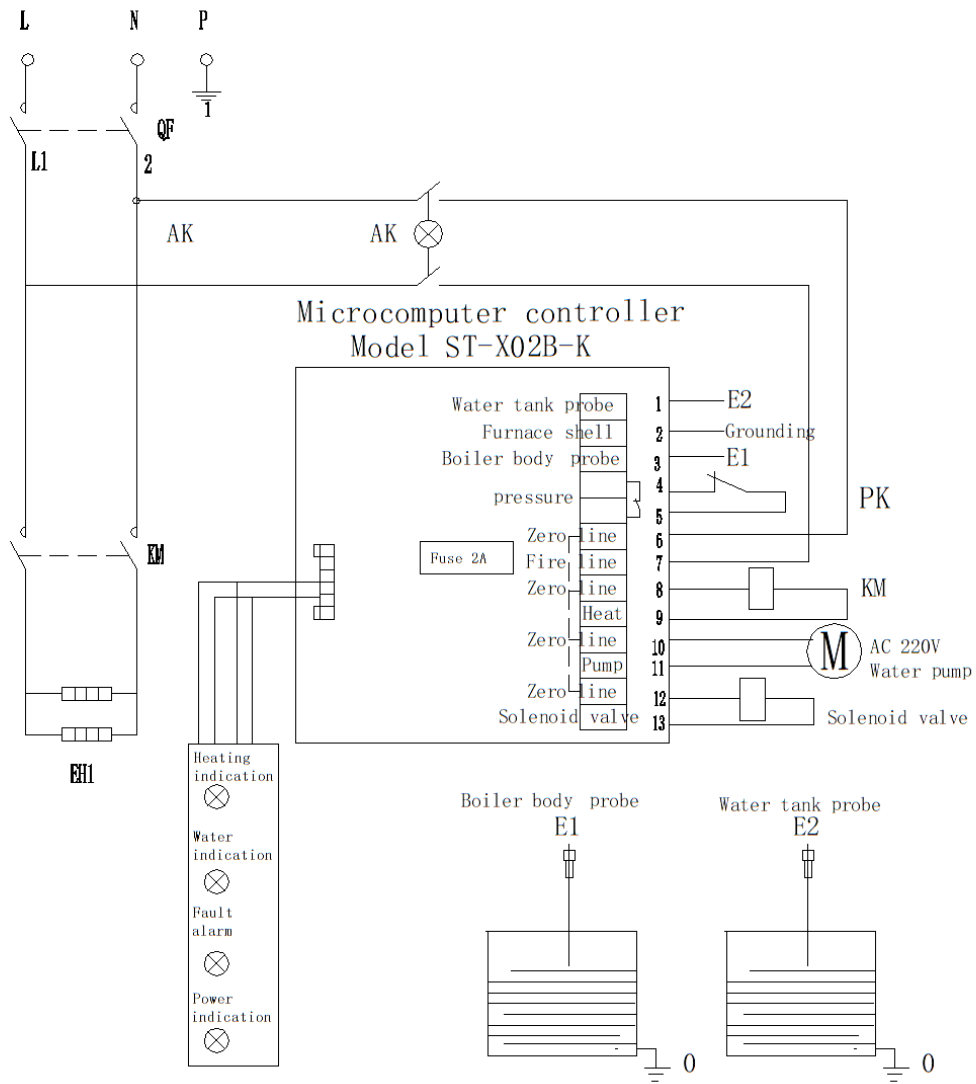 L N P
1
QF
L1 2
AK AK
Microcomputer controller
Model ST-X02B-K
Water tank probe 1 E2
Furnace shell 2 Grounding
Boiler body probe 3 E1
4
pressure PK
5
Zero line 6
Fuse 2A Fire line 7
KM
Zero line 8 KM
Heat 9
Zero line 10 AC 220V
M
Pump 11 Water pump
Zero line 12
Solenoid valve 13 Solenoid valve
EH1
Heating
indication
Water
indication
Fault
alarm
Power
indication
Boiler body probe Water tank probe
E1 E2
0 0